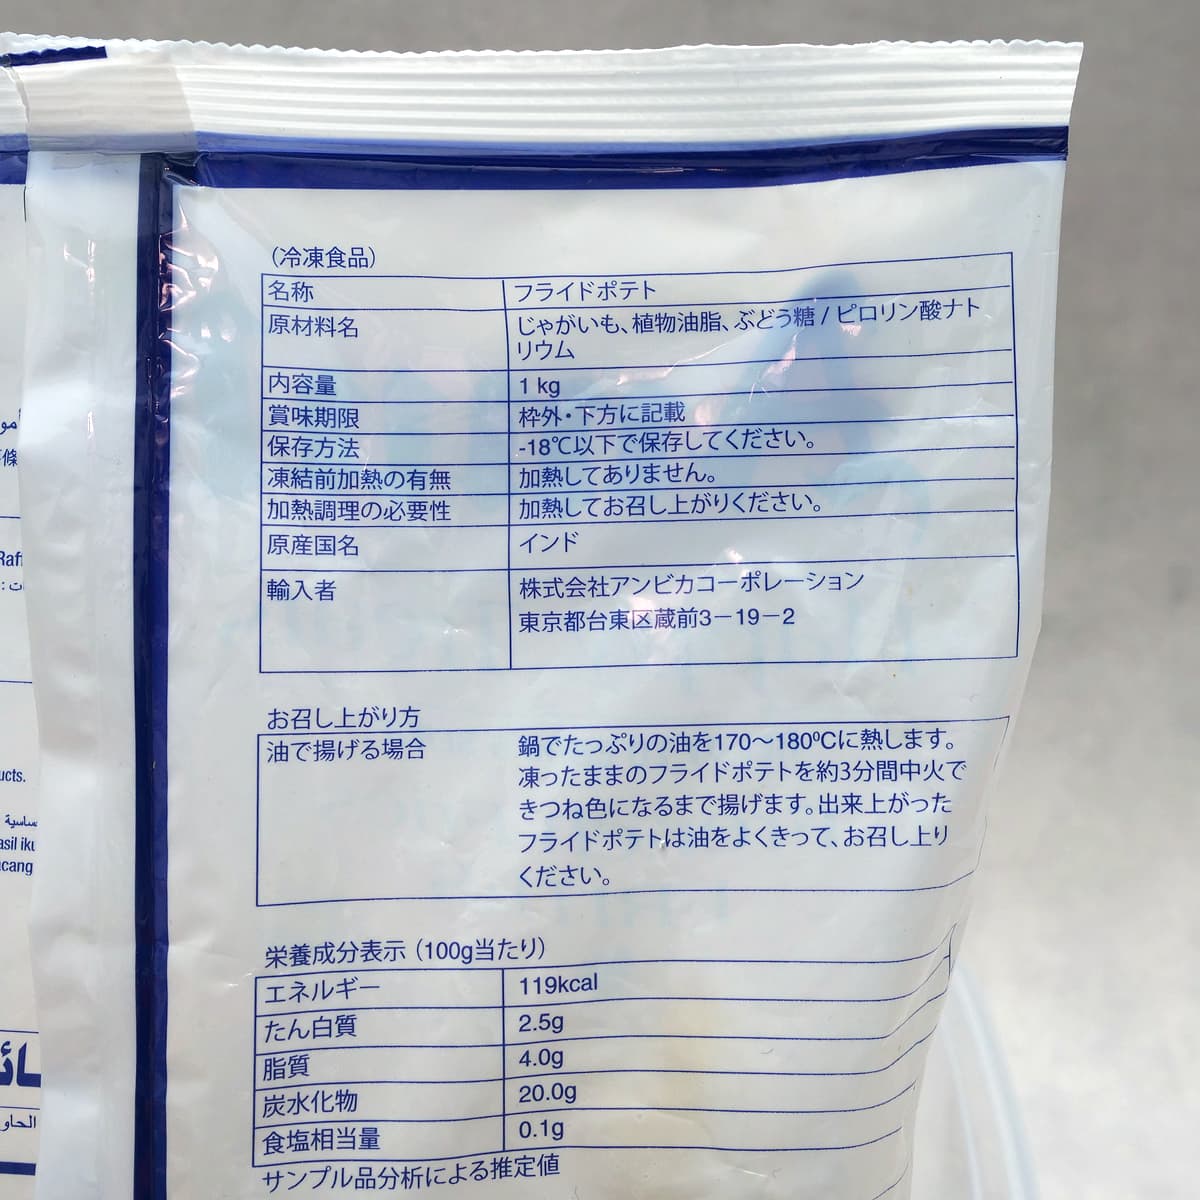 （冷凍食品）
名称 フライドポテト
原材料名 じゃがいも、植物油脂、ぶどう糖 / ピロリン酸ナト
リウム
内容量 1 kg
賞味期限 枠外・下方に記載
保存方法 -18℃以下で保存してください。
凍結前加熱の有無 加熱してありません。
加熱調理の必要性 加熱してお召し上がりください。
原産国名 インド
輸入者 株式会社アンビカコーポレーション
東京都台東区蔵前3－19－2
お召し上がり方
油で揚げる場合 鍋でたっぷりの油を170～180ºCに熱します。
凍ったままのフライドポテトを約3分間中火で
きつね色になるまで揚げます。出来上がった
フライドポテトは油をよくきって、お召し上り
ください。
栄養成分表示（100g当たり）
エネルギー 119kcal
たん白質 2.5g
脂質 4.0g
炭水化物 20.0g
食塩相当量 0.1g
サンプル品分析による推定値
ucts.
asil iku
acang